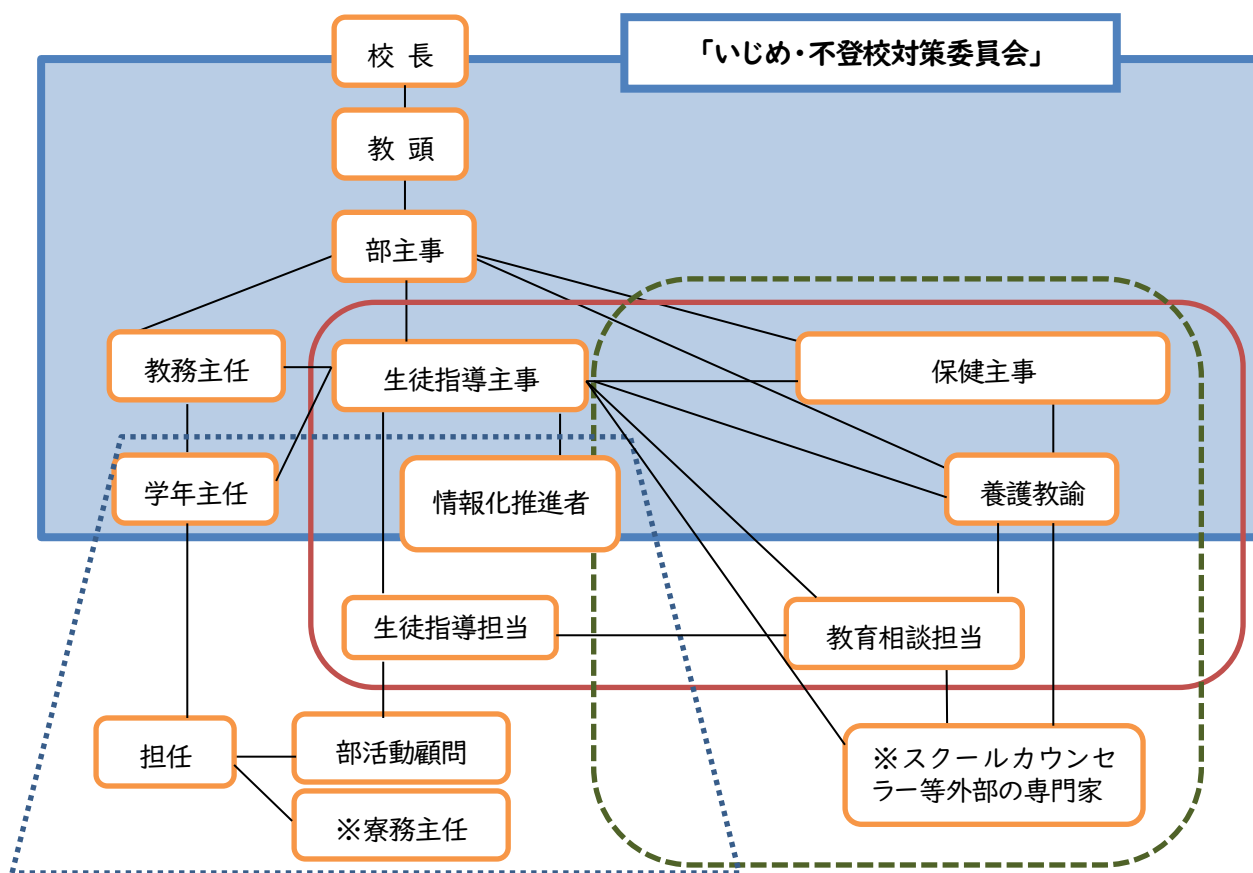 校 長
「いじめ・不登校対策委員会」
教 頭
部主事
教務主任
生徒指導主事
保健主事
学年主任
情報化推進者
養護教諭
生徒指導担当
教育相談担当
担任
部活動顧問
※スクールカウンセ
ラー等外部の専門家
※寮務主任